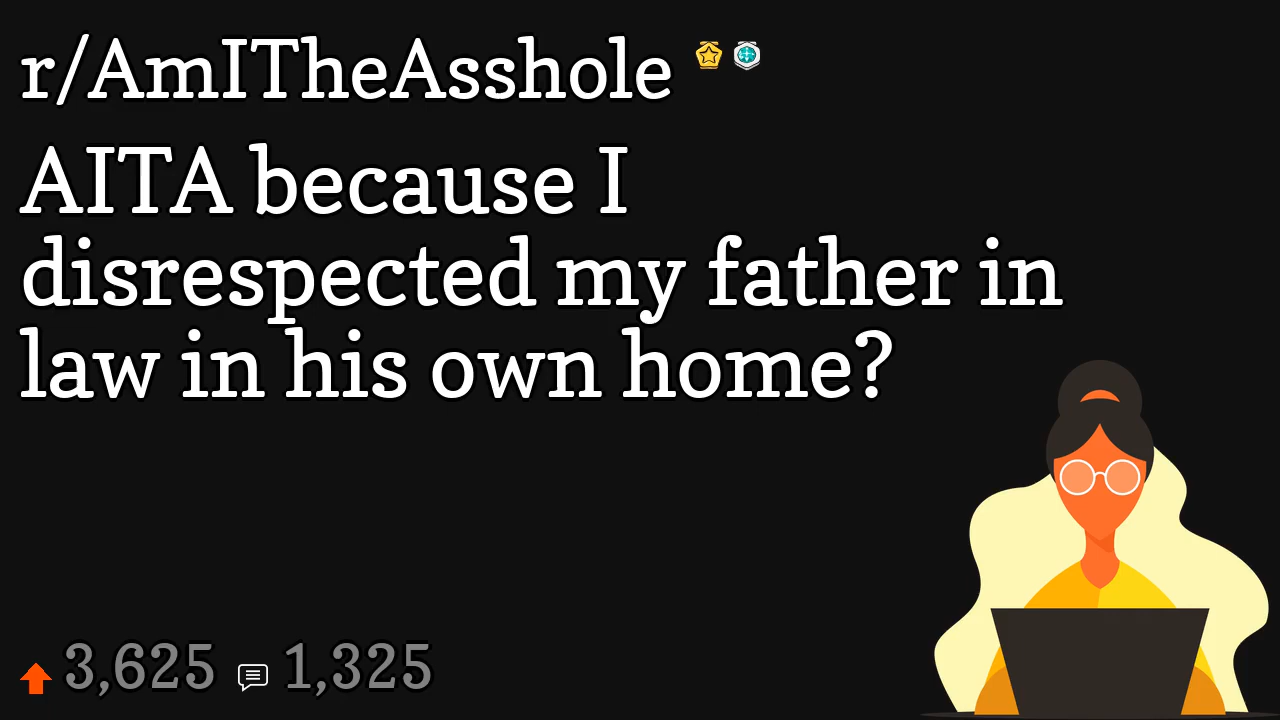 r/AmITheAsshole
AITA because I
disrespected my father in
law in his own home?
3,625 1,325